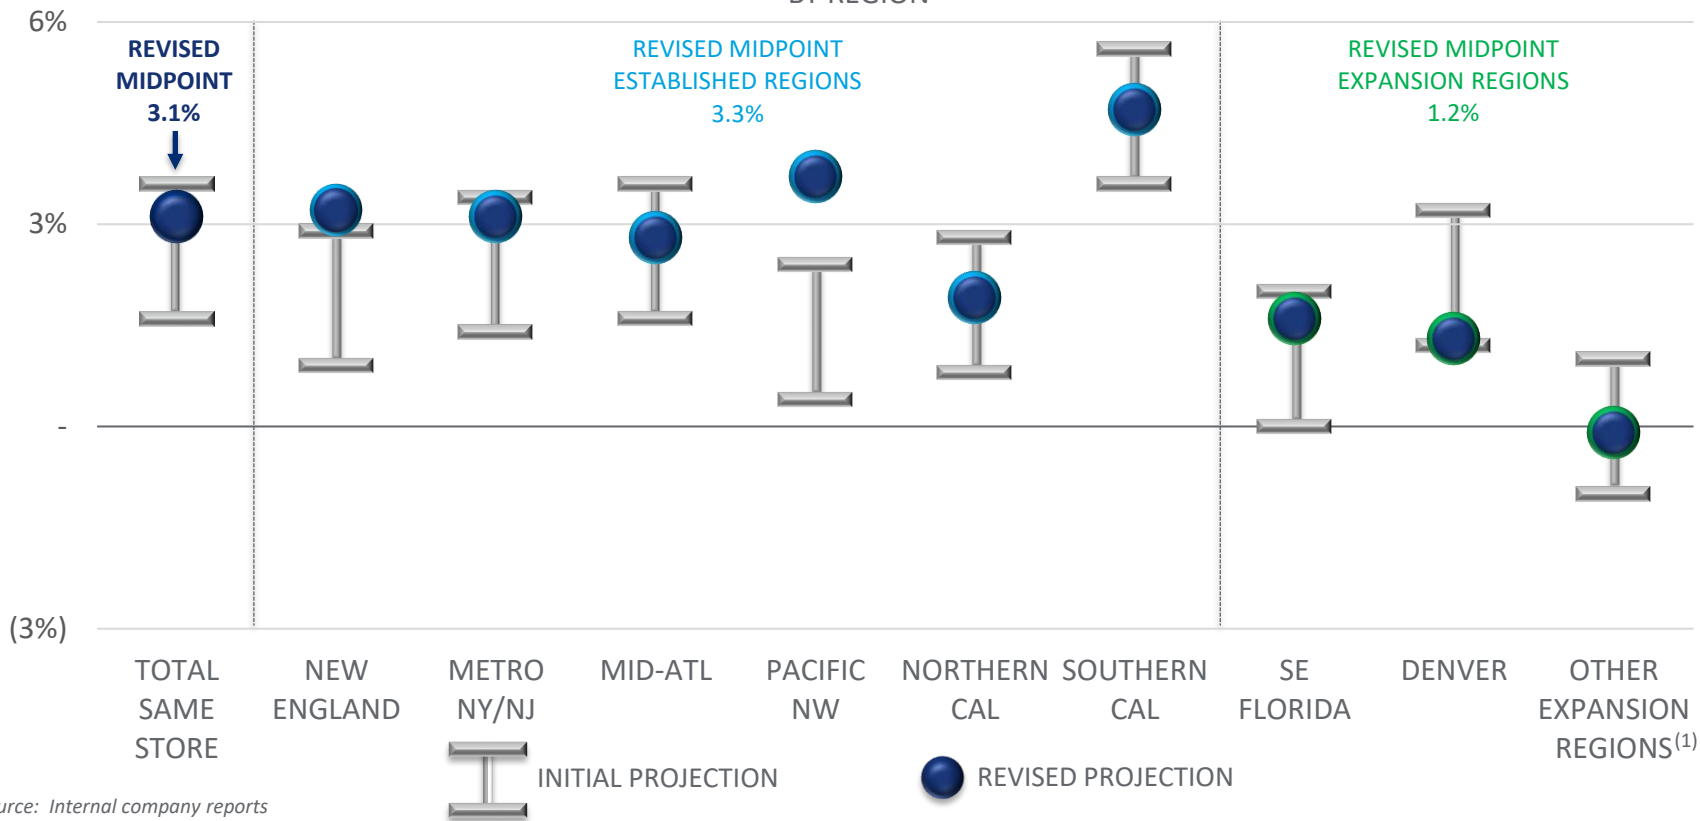 BY REGION
6%
3%
-
(3%)
REVISED
MIDPOINT
3.1%
REVISED MIDPOINT
ESTABLISHED REGIONS
3.3%
REVISED MIDPOINT
EXPANSION REGIONS
1.2%
TOTAL
SAME
STORE
NEW
ENGLAND
METRO
NY/NJ
MID-ATL
PACIFIC
NW
NORTHERN
CAL
SOUTHERN
CAL
SE
FLORIDA
DENVER
OTHER
EXPANSION
REGIONS(1)
INITIAL PROJECTION
REVISED PROJECTION
urce: Internal company reports